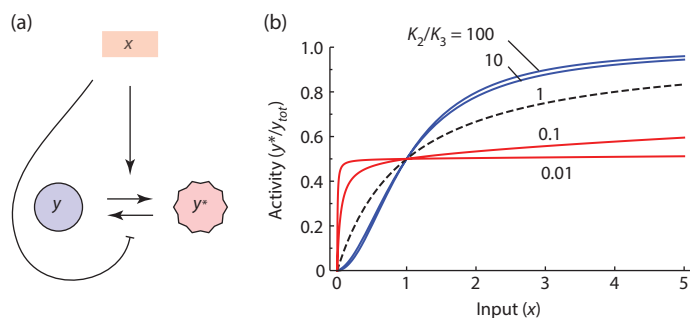 (a)
x
y
y*
(b)
K2/K3 = 100
10
1
0.1
0.01
Activity (y*/ytot)
1.0
0.8
0.6
0.4
0.2
0
0 1 2 3 4 5
Input (x)